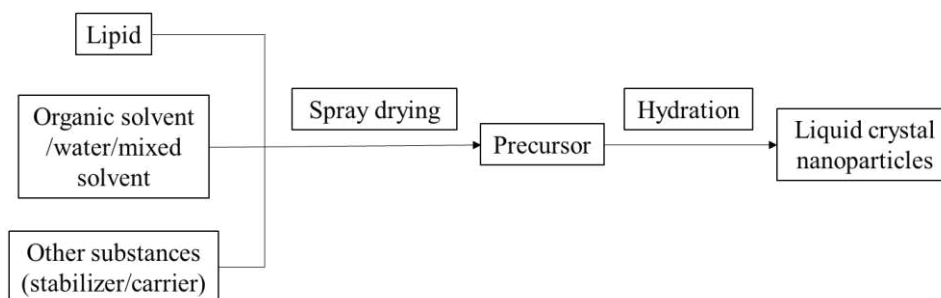 Lipid
Organic solvent
/water/mixed
solvent
Other substances
(stabilizer/carrier)
Spray drying
Precursor
Hydration
Liquid crystal
nanoparticles